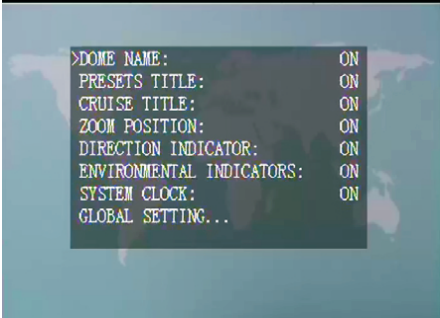 >DOME NAME: ON
PRESETS TITLE: ON
CRUISE TITLE: ON
ZOOM POSITION: ON
DIRECTION INDICATOR: ON
ENVIRONMENTAL INDICATORS: ON
SYSTEM CLOCK: ON
GLOBAL SETTING...